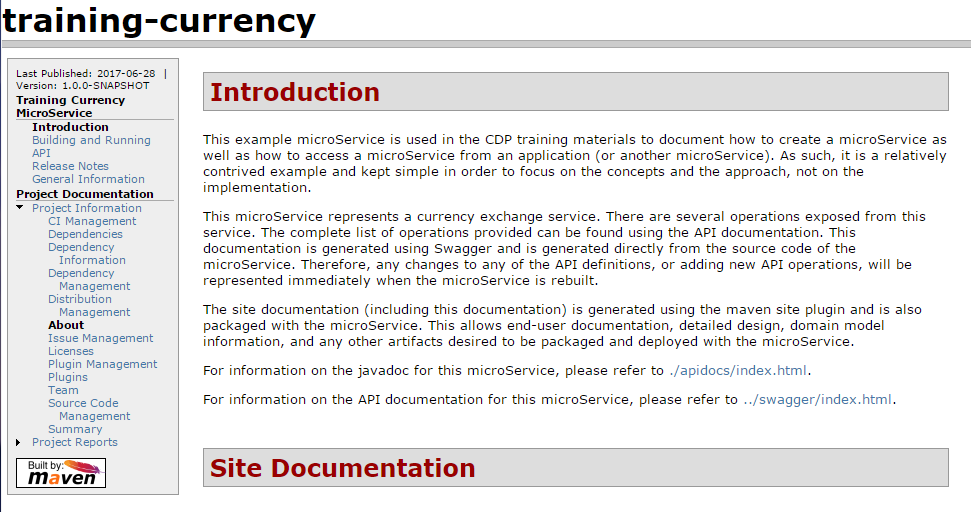 training-currency
Last Published: 2017-06-28 |
Version: 1.0.0-SNAPSHOT
Training Currency
MicroService
Introduction
Building and Running
API
Release Notes
General Information
Project Documentation
Project Information
CI Management
Dependencies
Dependency
Information
Dependency
Management
Distribution
Management
About
Issue Management
Licenses
Plugin Management
Plugins
Team
Source Code
Management
Summary
Project Reports
Built by:
maven
Introduction
This example microService is used in the CDP training materials to document how to create a microService as
well as how to access a microService from an application (or another microService). As such, it is a relatively
contrived example and kept simple in order to focus on the concepts and the approach, not on the
implementation.
This microService represents a currency exchange service. There are several operations exposed from this
service. The complete list of operations provided can be found using the API documentation. This
documentation is generated using Swagger and is generated directly from the source code of the
microService. Therefore, any changes to any of the API definitions, or adding new API operations, will be
represented immediately when the microService is rebuilt.
The site documentation (including this documentation) is generated using the maven site plugin and is also
packaged with the microService. This allows end-user documentation, detailed design, domain model
information, and any other artifacts desired to be packaged and deployed with the microService.
For information on the javadoc for this microService, please refer to ./apidocs/index.html.
For information on the API documentation for this microService, please refer to ../swagger/index.html.
Site Documentation